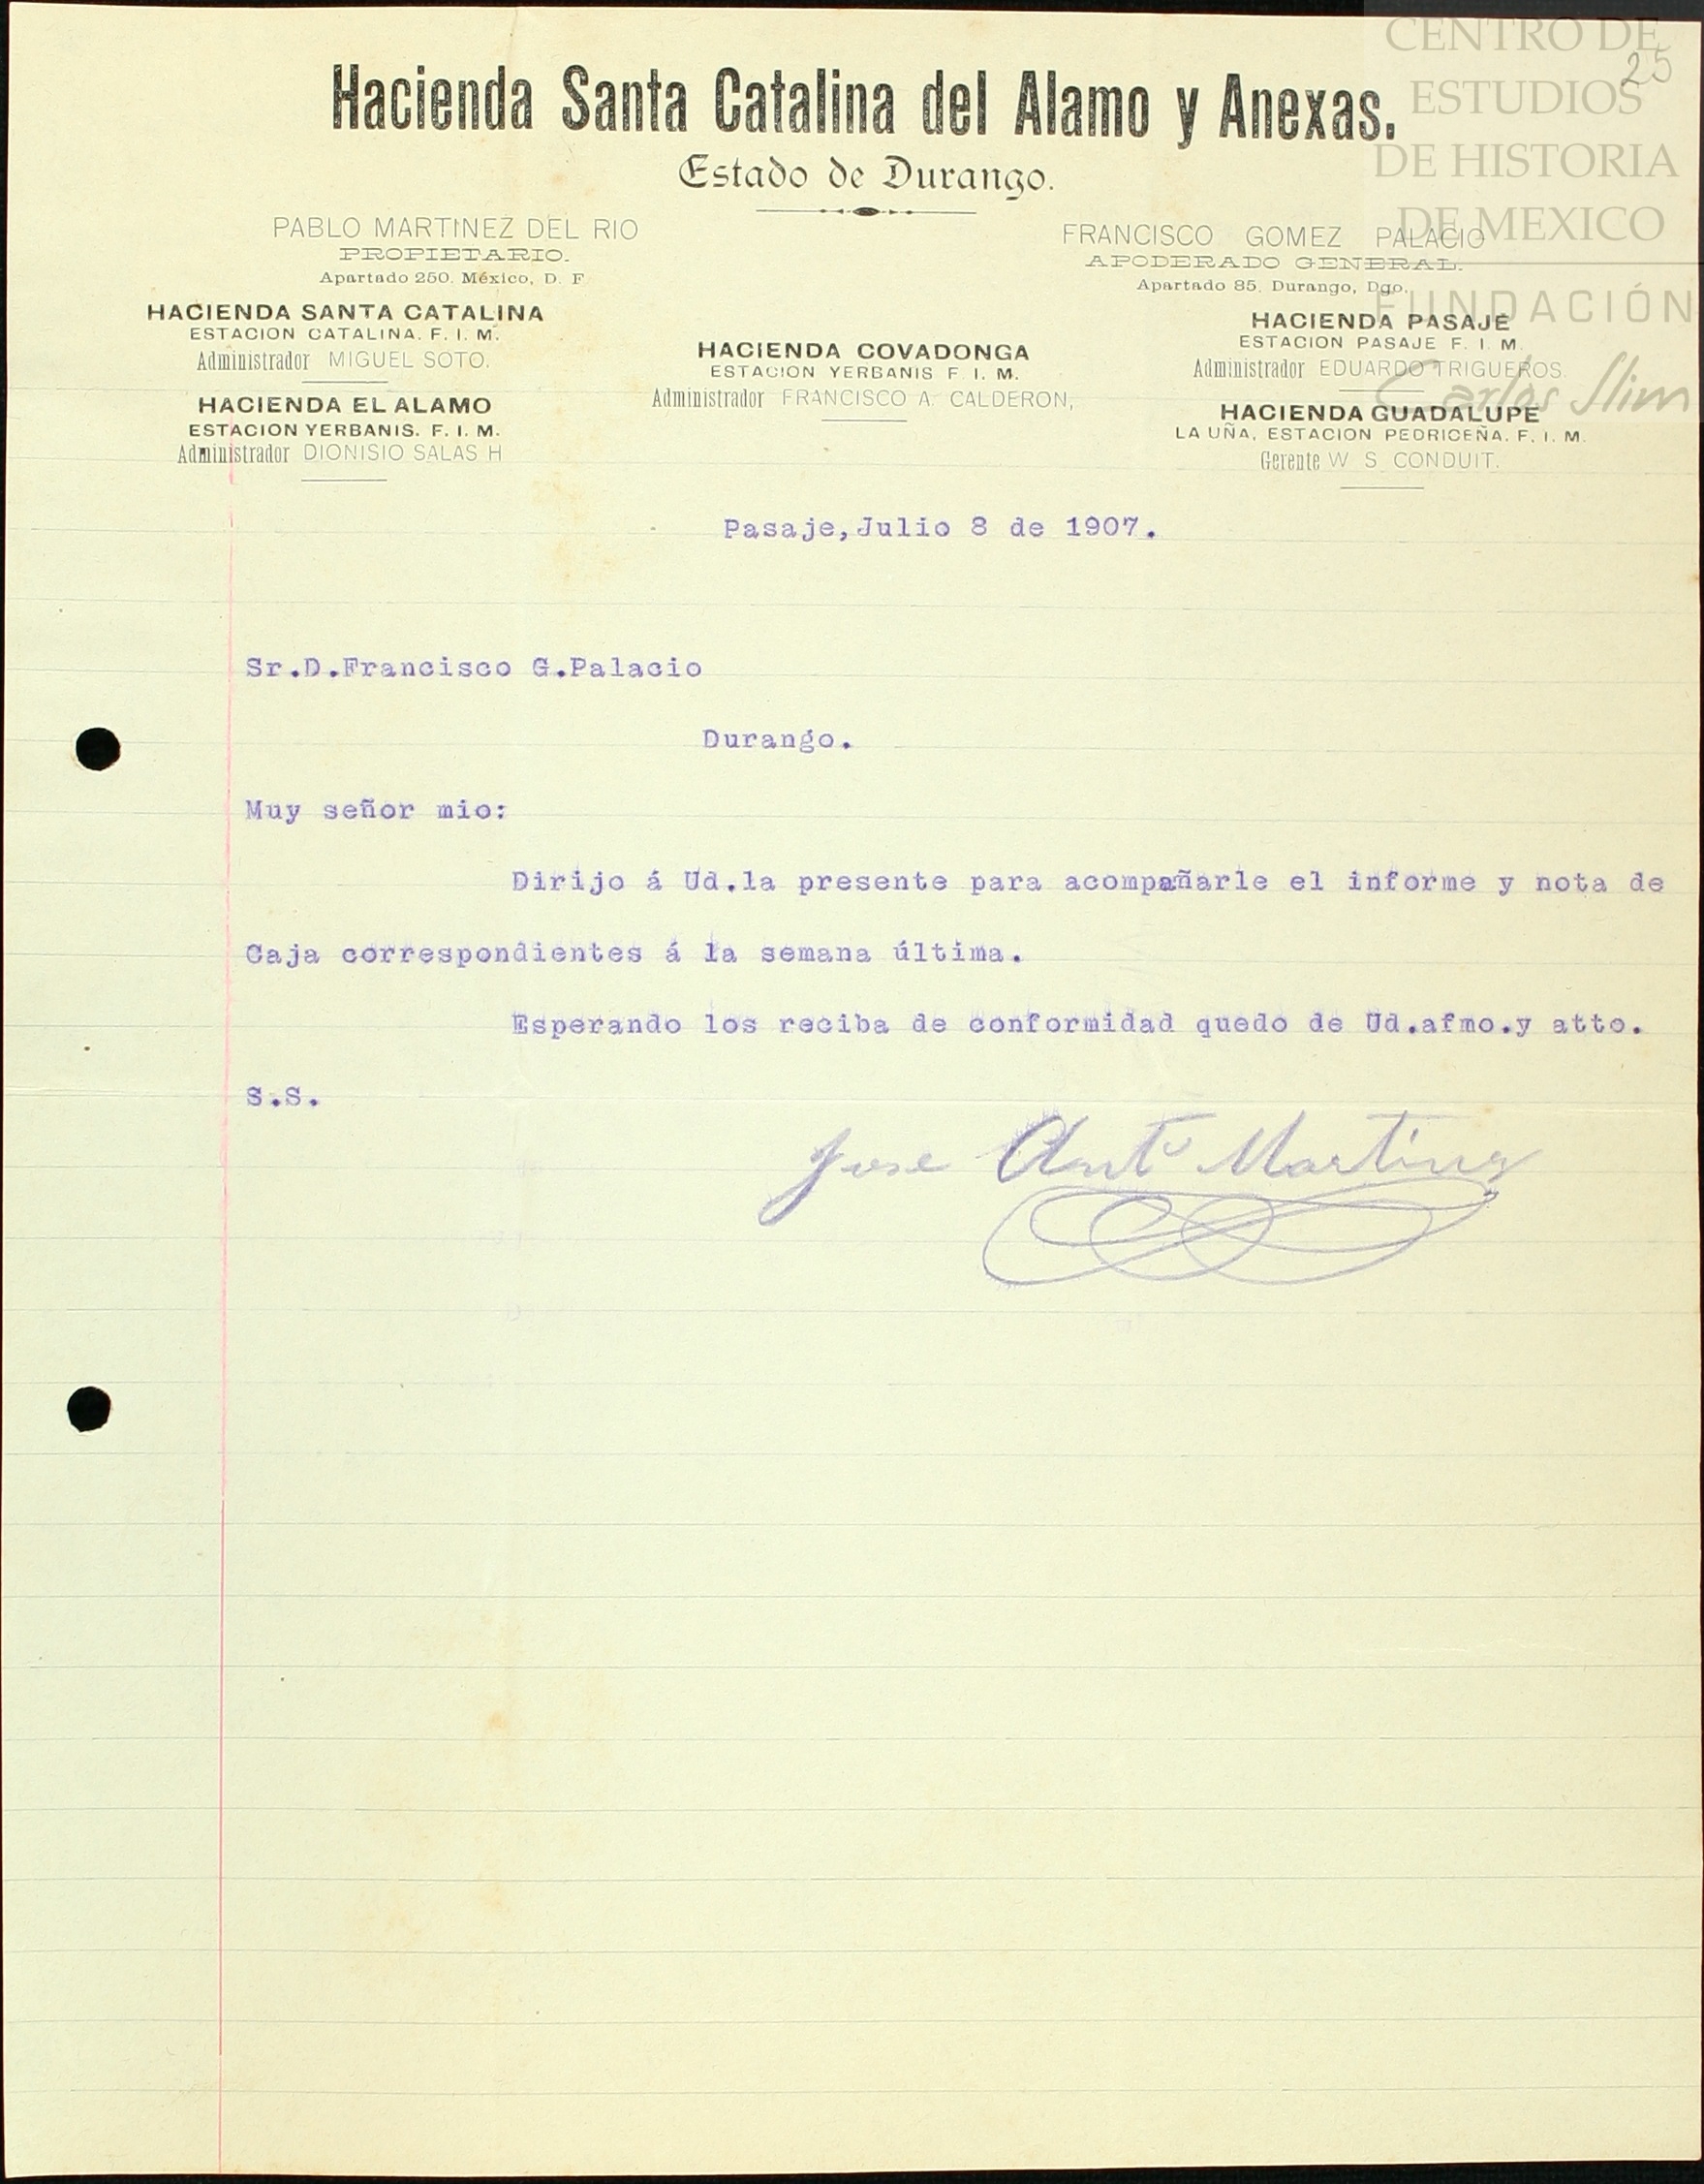 CENTRO DE
ESTUDIOS
DE HISTORIA
DE MEXICO
FUNDACIÓN
Carlos Slim
25
Hacienda Santa Catalina del Alamo y Anexas.
Estado de Durango.
PABLO MARTINEZ DEL RIO
PROPIETARIO.
Apartado 250. México, D. F
FRANCISCO GOMEZ PALACIO
APODERADO GENERAL.
Apartado 85, Durango, Dgo.
HACIENDA SANTA CATALINA
ESTACION CATALINA. F. I. M.
Administrador MIGUEL SOTO.
HACIENDA EL ALAMO
ESTACION YERBANIS. F. I. M.
Administrador DIONISIO SALAS H
HACIENDA COVADONGA
ESTACION YERBANIS F. I. M.
Administrador FRANCISCO A. CALDERON,
HACIENDA PASAJE
ESTACION PASAJE F. I. M.
Administrador EDUARDO TRIGUEROS.
HACIENDA GUADALUPE
LA UÑA, ESTACION PEDRICEÑA. F. I. M.
Gerente W S CONDUIT.
Pasaje,Julio 8 de 1907.
Sr.D.Francisco G.Palacio
Durango.
Muy señor mio:
Dirijo á Ud.la presente para acompañarle el informe y nota de
Caja correspondientes á la semana última.
Esperando los reciba de conformidad quedo de Ud.afmo.y atto.
S.S.
Jose Anto Martinez